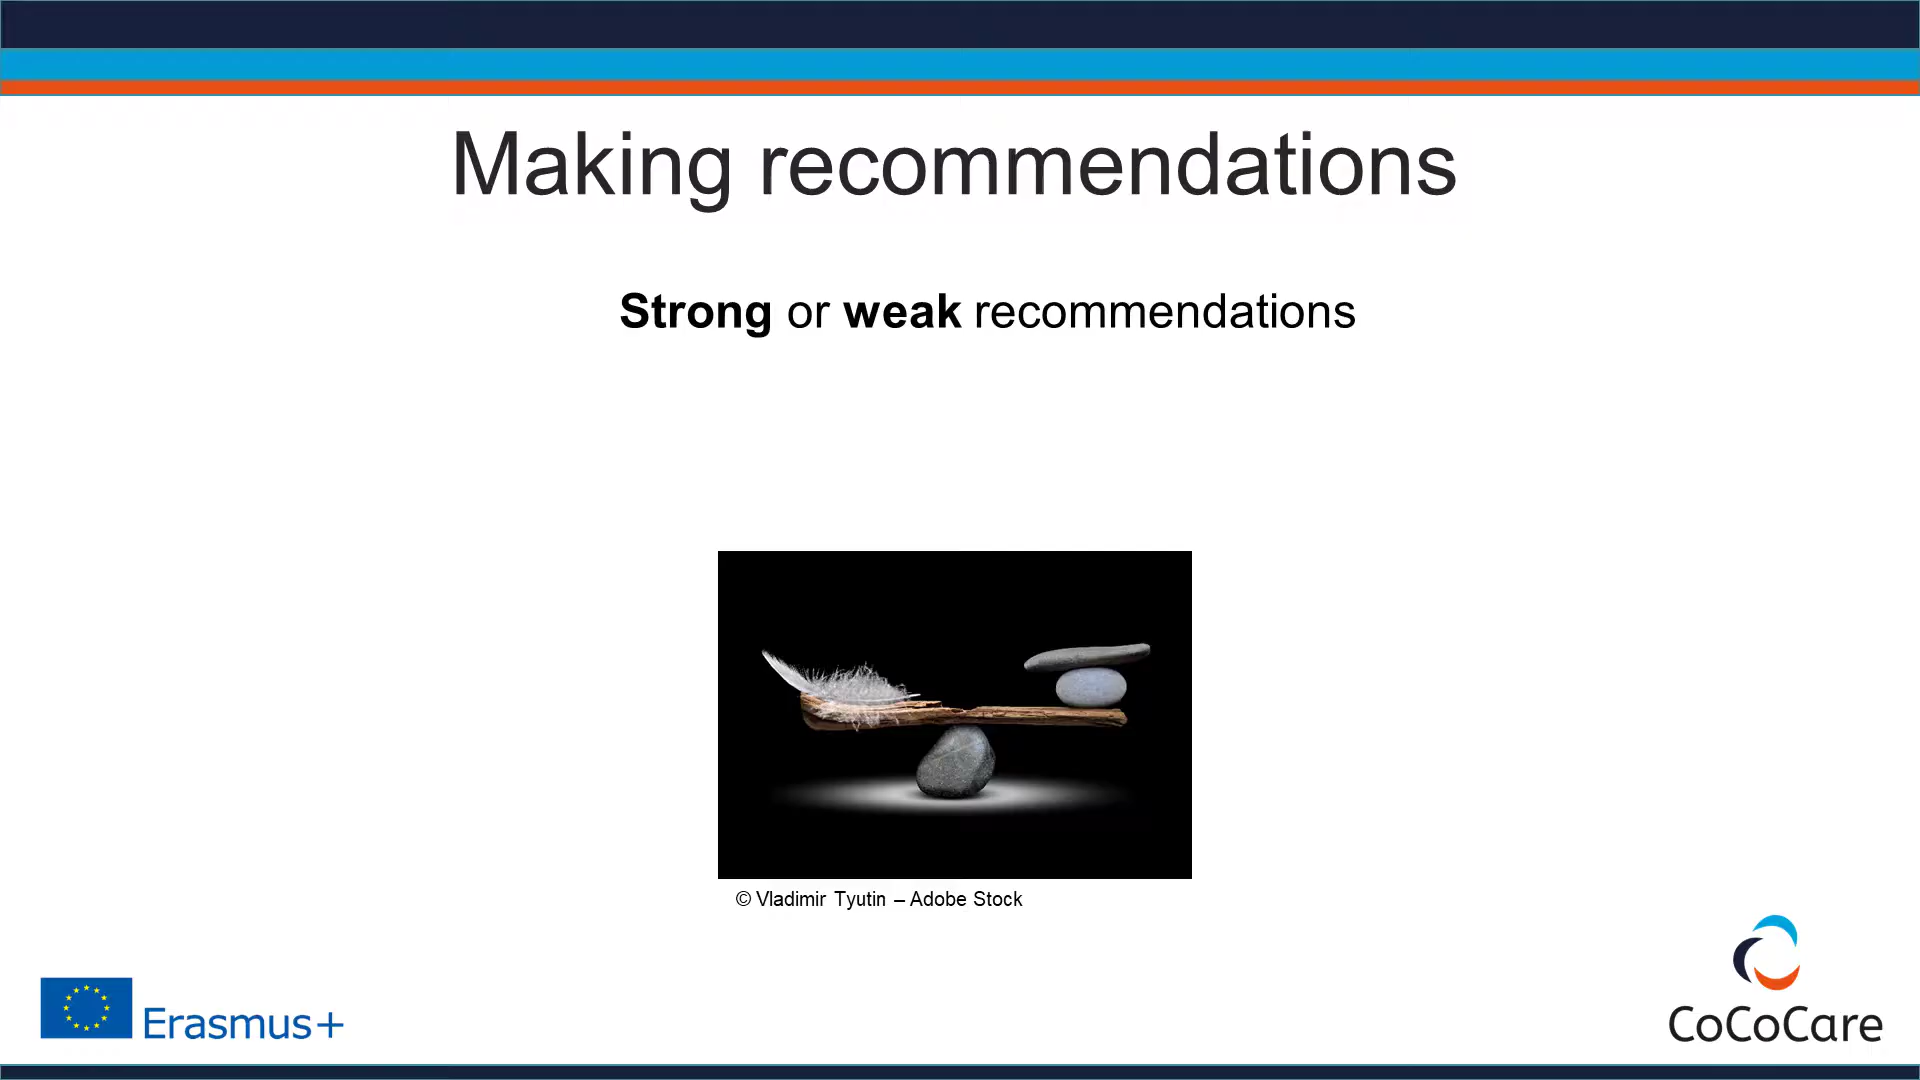 Making recommendations
Strong or weak recommendations
© Vladimir Tyutin – Adobe Stock
Erasmus+
CoCoCare